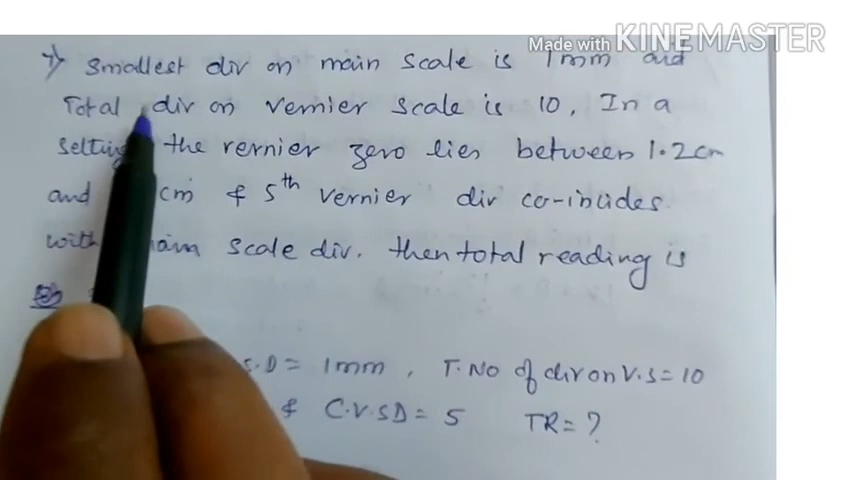 Made with KINEMASTER
Smallest div on main scale is 1mm and
Total div on vernier scale is 10. In a
the vernier zero lies between 1.2cm
and cm & 5th vernier div co-incides
with main scale div. then total reading is
S.D = 1mm, T.No of div on V.S = 10
& C.V.SD = 5 TR = ?